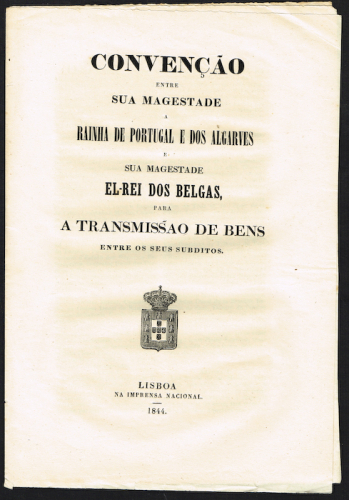 CONVENÇÃO
ENTRE
SUA MAGESTADE
A
RAINHA DE PORTUGAL E DOS ALGARVES
E
SUA MAGESTADE
EL-REI DOS BELGAS,
PARA
A TRANSMISSÃO DE BENS
ENTRE OS SEUS SUBDITOS.
LISBOA
NA IMPRENSA NACIONAL.
1844.